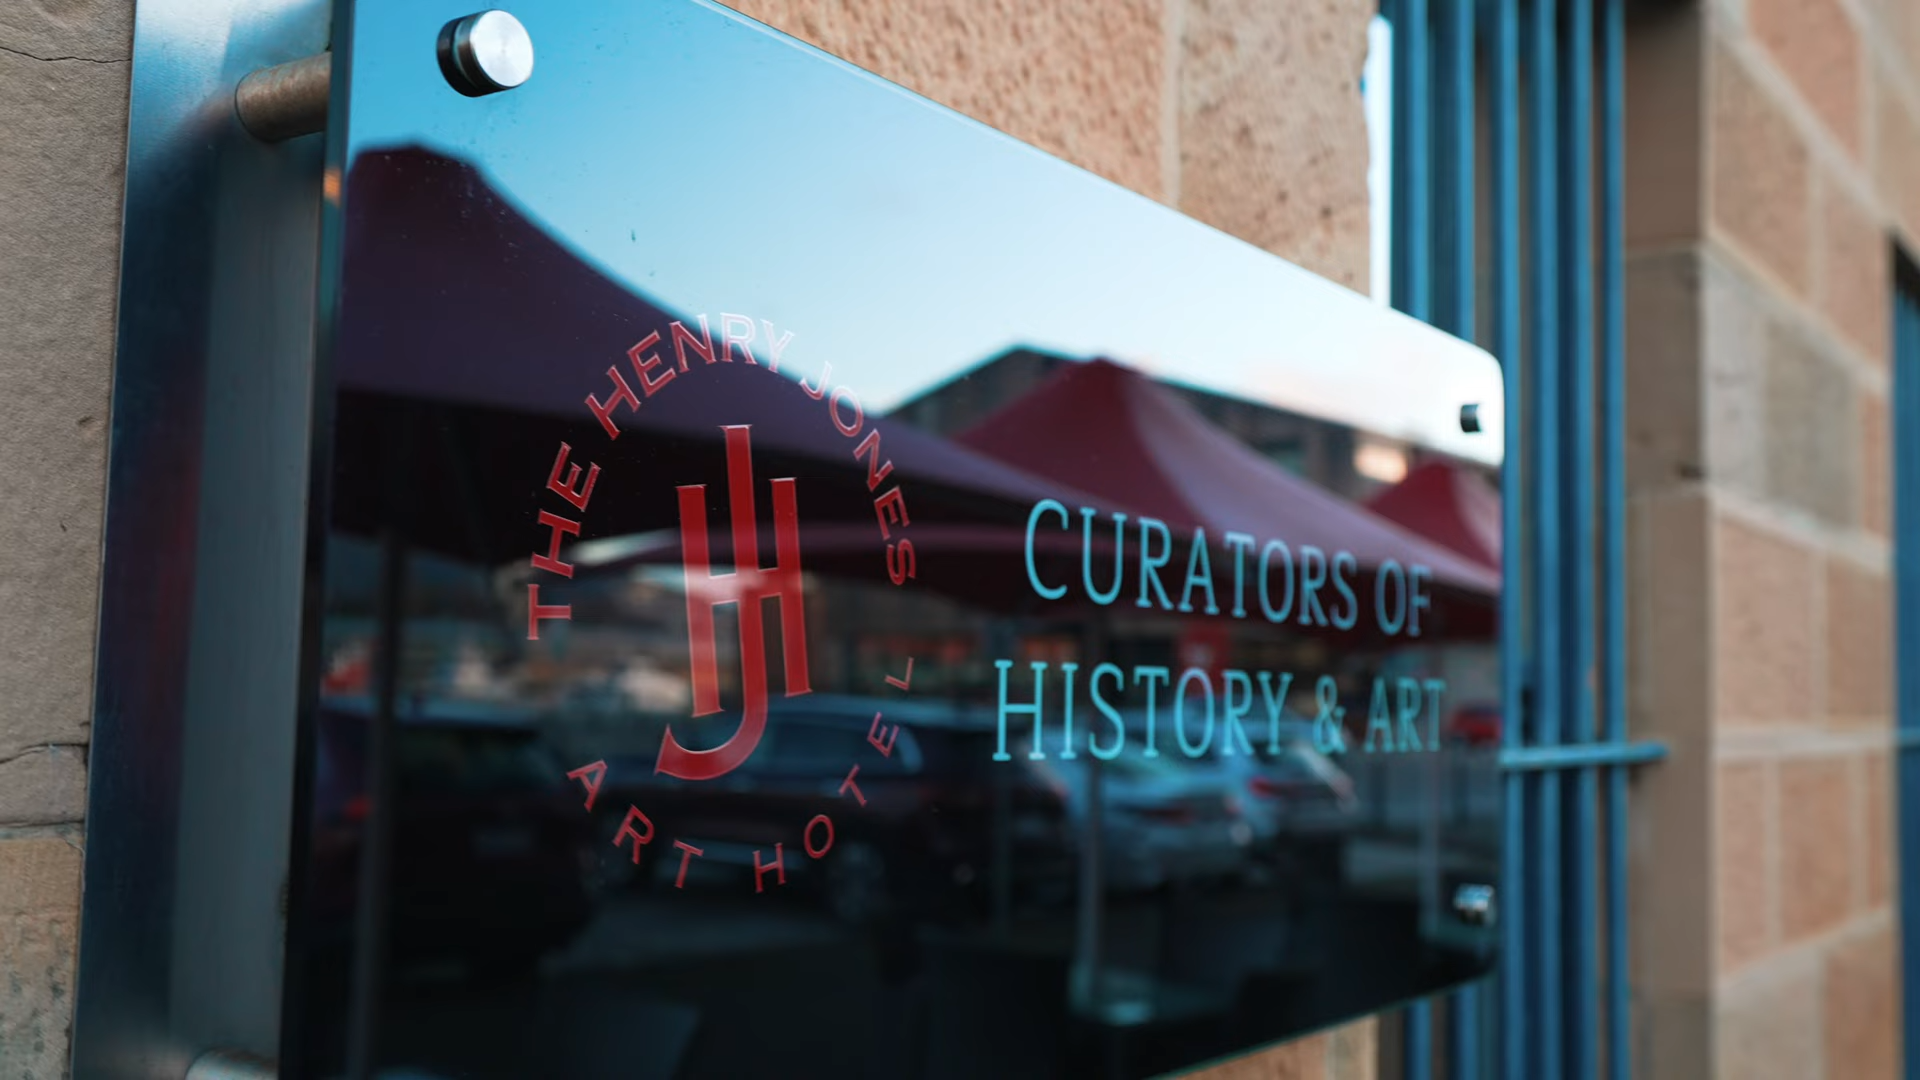 THE HENRY JONES
HJ
ART HOTEL
CURATORS OF
HISTORY & ART